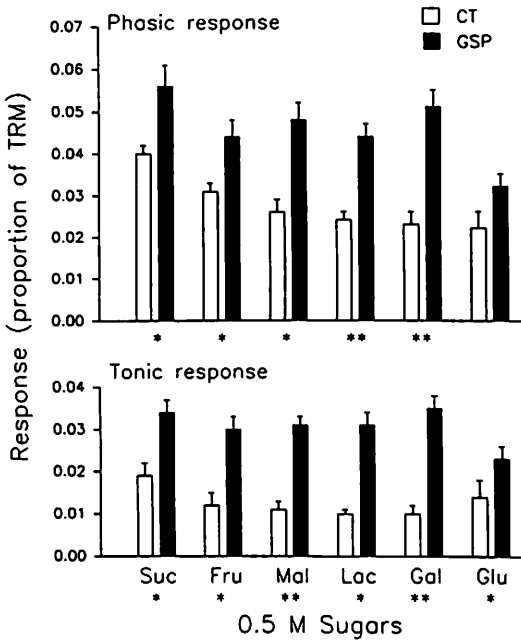 Phasic response
CT
GSP
0.07
0.06
0.05
0.04
0.03
0.02
0.01
0.00
* * * ** **
Response (proportion of TRM)
Tonic response
0.04
0.03
0.02
0.01
0.00
Suc Fru Mal Lac Gal Glu
* * ** * ** *
0.5 M Sugars